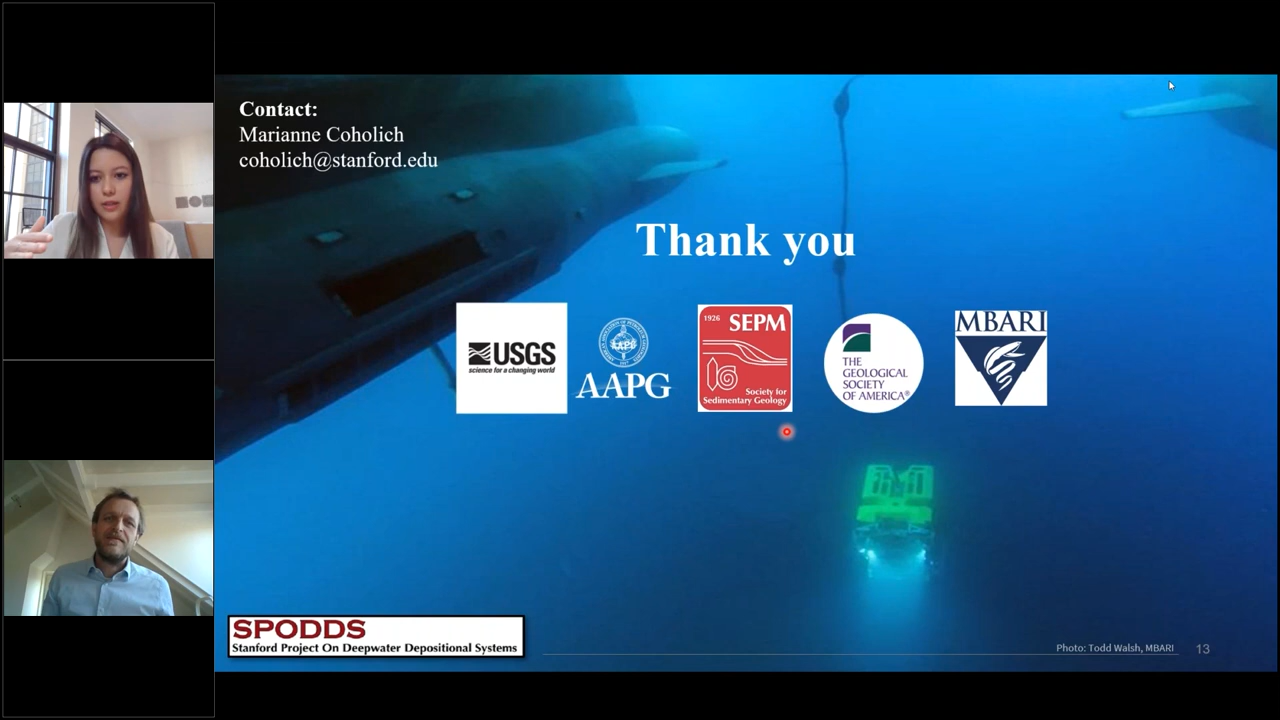 Contact:
Marianne Coholich
coholich@stanford.edu
Thank you
USGS
science for a changing world
AAPG
1926 SEPM
Society for
Sedimentary Geology
THE
GEOLOGICAL
SOCIETY
OF AMERICA®
MBARI
SPODDS
Stanford Project On Deepwater Depositional Systems
Photo: Todd Walsh, MBARI
13